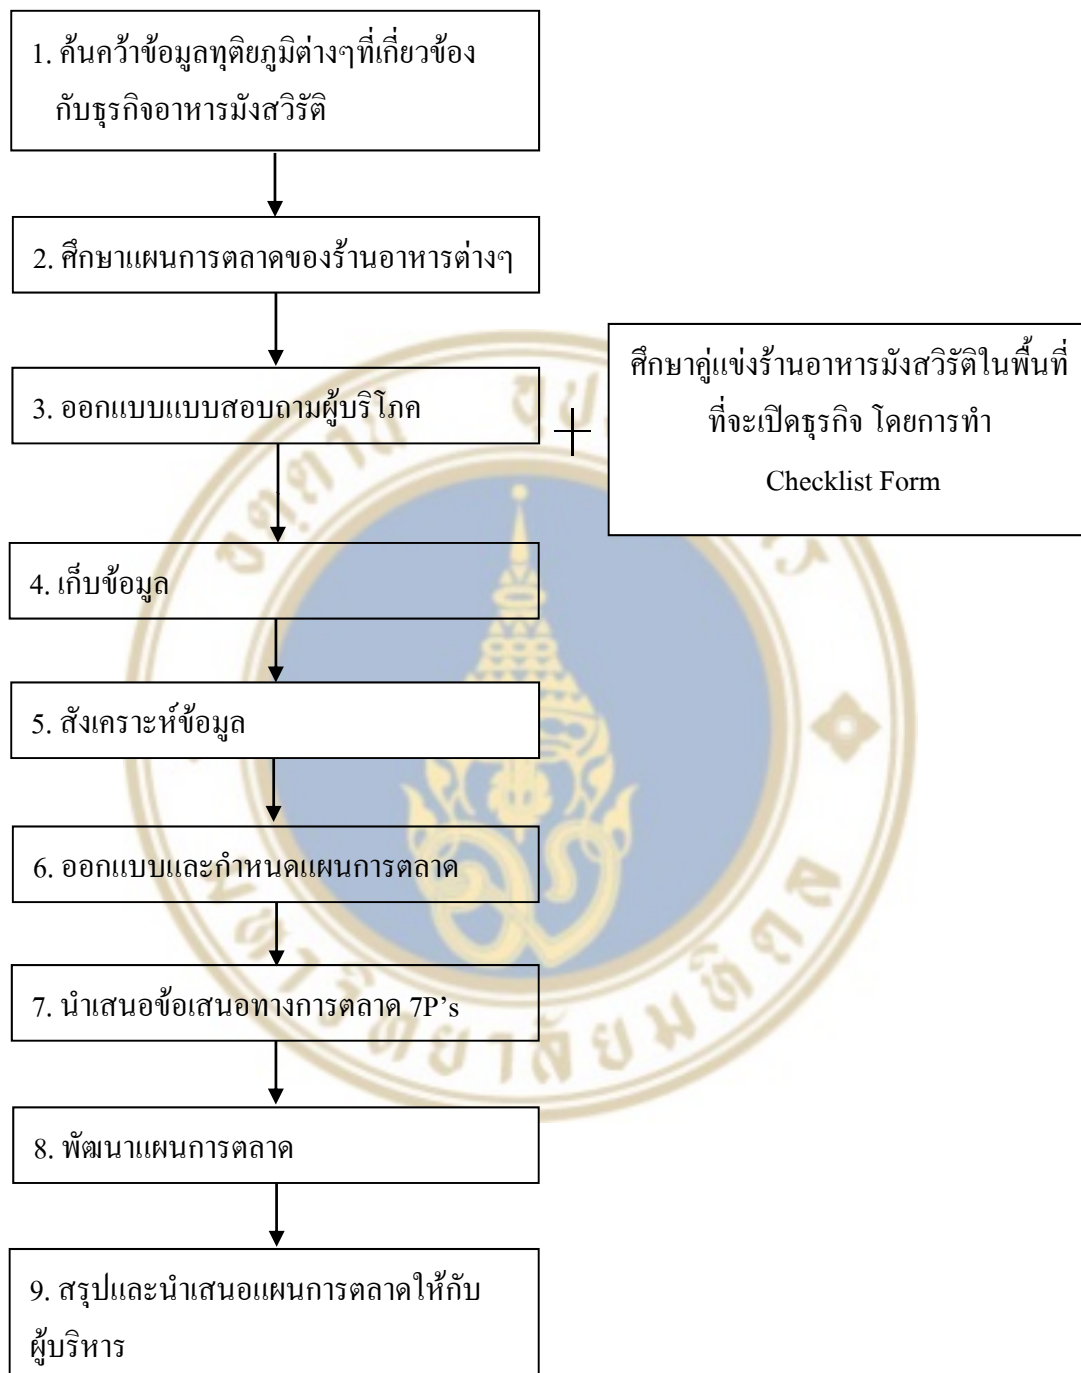 1. ค้นคว้าข้อมูลทุติยภูมิต่างๆที่เกี่ยวข้อง
กับธุรกิจอาหารมังสวิรัติ
2. ศึกษาแผนการตลาดของร้านอาหารต่างๆ
3. ออกแบบแบบสอบถามผู้บริโภค
ศึกษาคู่แข่งร้านอาหารมังสวิรัติในพื้นที่
ที่จะเปิดธุรกิจ โดยการทำ
Checklist Form
4. เก็บข้อมูล
5. สังเคราะห์ข้อมูล
6. ออกแบบและกำหนดแผนการตลาด
7. นำเสนอข้อเสนอทางการตลาด 7P’s
8. พัฒนาแผนการตลาด
9. สรุปและนำเสนอแผนการตลาดให้กับ
ผู้บริหาร
มหาวิทยาลัยมหิดล